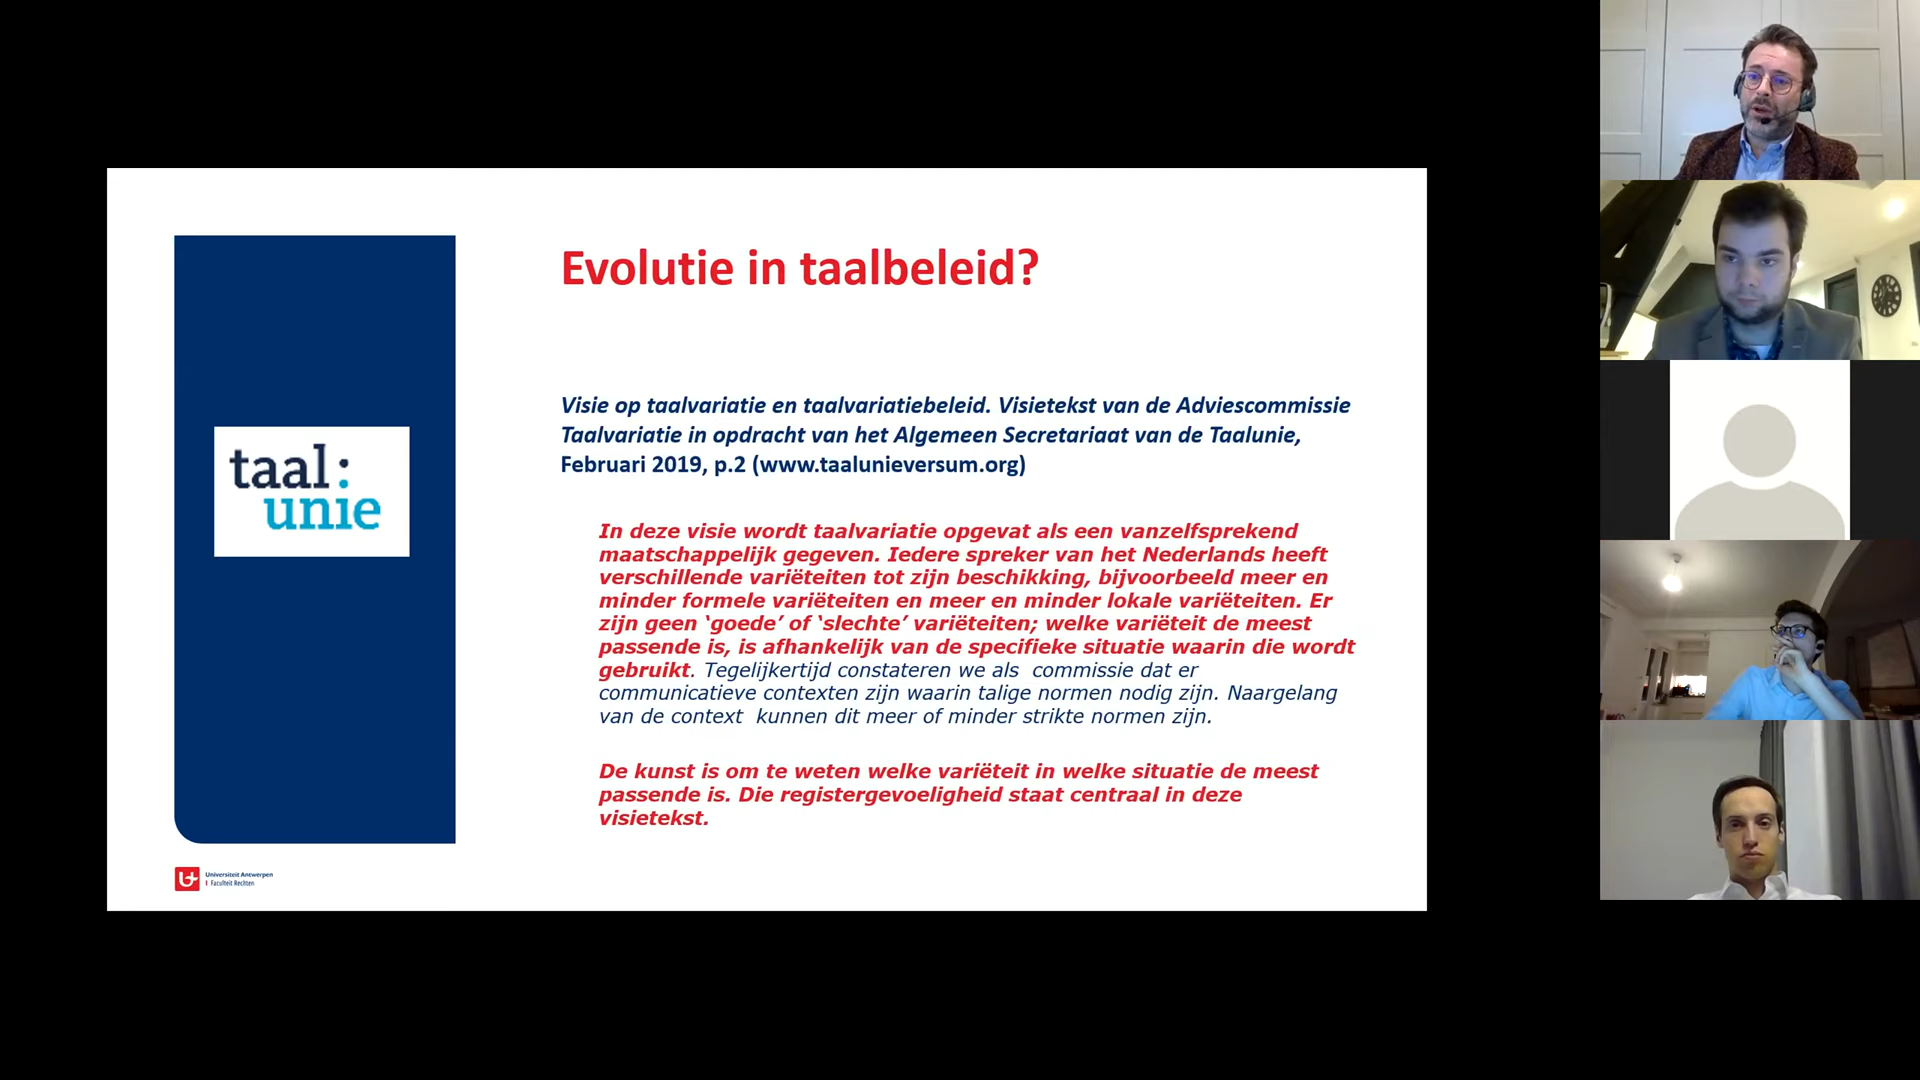 Evolutie in taalbeleid?
Visie op taalvariatie en taalvariatiebeleid. Visietekst van de Adviescommissie
Taalvariatie in opdracht van het Algemeen Secretariaat van de Taalunie,
Februari 2019, p.2 (www.taalunieversum.org)
taal:
unie
In deze visie wordt taalvariatie opgevat als een vanzelfsprekend
maatschappelijk gegeven. Iedere spreker van het Nederlands heeft
verschillende variëteiten tot zijn beschikking, bijvoorbeeld meer en
minder formele variëteiten en meer en minder lokale variëteiten. Er
zijn geen ‘goede’ of ‘slechte’ variëteiten; welke variëteit de meest
passende is, is afhankelijk van de specifieke situatie waarin die wordt
gebruikt. Tegelijkertijd constateren we als  commissie dat er
communicatieve contexten zijn waarin talige normen nodig zijn. Naargelang
van de context  kunnen dit meer of minder strikte normen zijn.
De kunst is om te weten welke variëteit in welke situatie de meest
passende is. Die registergevoeligheid staat centraal in deze
visietekst.
Universiteit Antwerpen
Faculteit Rechten